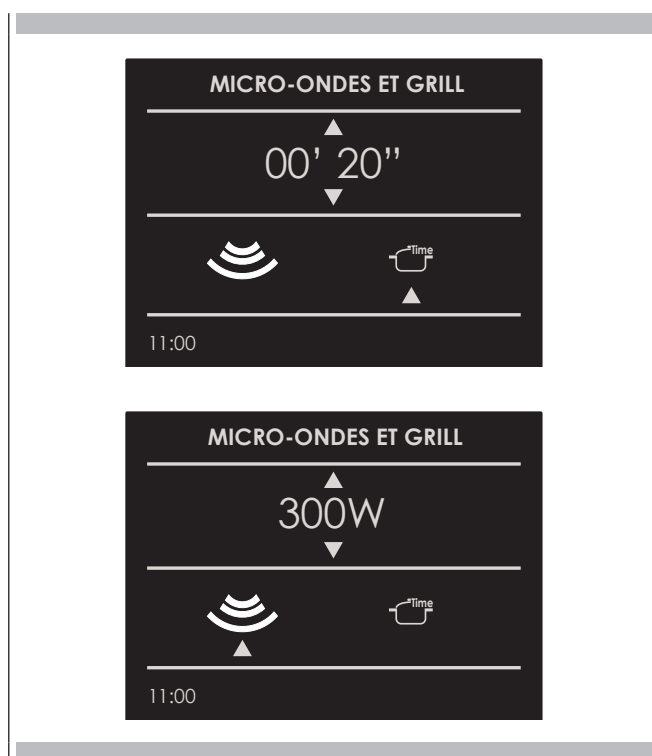 MICRO-ONDES ET GRILL
00’ 20’’
Time
11:00
MICRO-ONDES ET GRILL
300W
Time
11:00